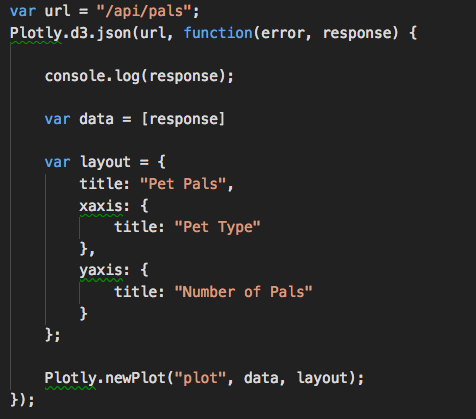 var url = "/api/pals";
Plotly.d3.json(url, function(error, response) {
console.log(response);
var data = [response]
var layout = {
title: "Pet Pals",
xaxis: {
title: "Pet Type"
},
yaxis: {
title: "Number of Pals"
}
};
Plotly.newPlot("plot", data, layout);
});